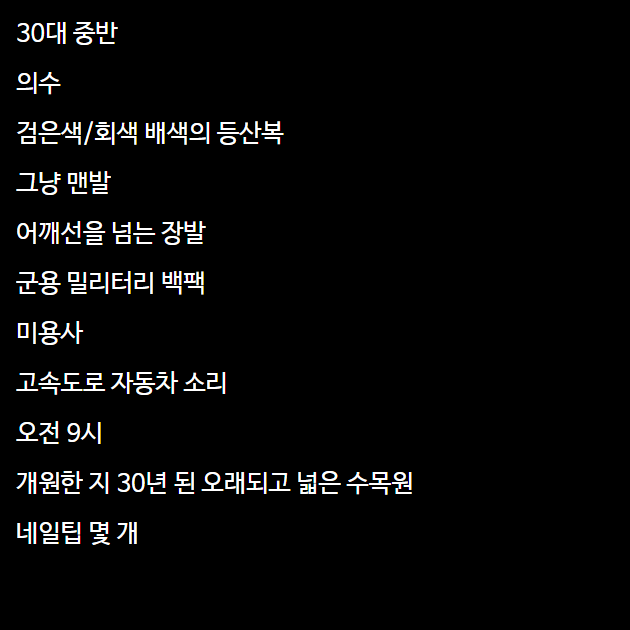 30대 중반
의수
검은색/회색 배색의 등산복
그냥 맨발
어깨선을 넘는 장발
군용 밀리터리 백팩
미용사
고속도로 자동차 소리
오전 9시
개원한 지 30년 된 오래되고 넓은 수목원
네일팁 몇 개